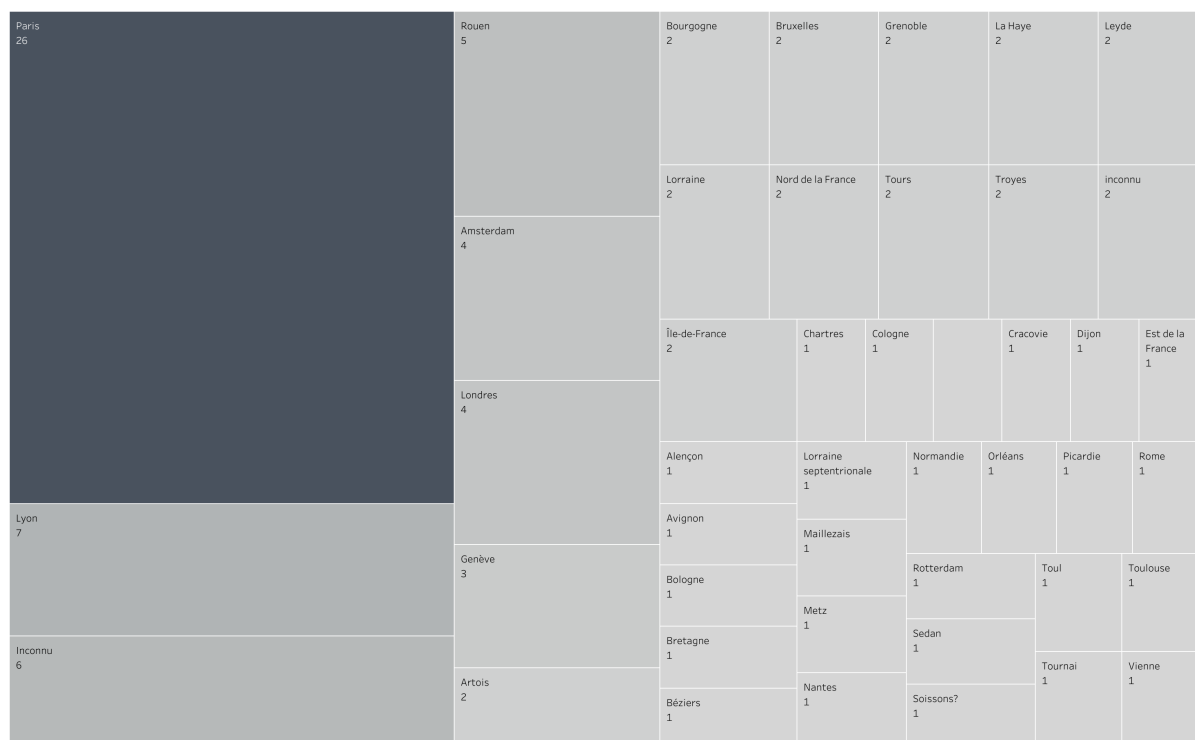 Paris
26
Lyon
7
Inconnu
6
Rouen
5
Amsterdam
4
Londres
4
Genève
3
Artois
2
Bourgogne
2
Bruxelles
2
Grenoble
2
La Haye
2
Leyde
2
Lorraine
2
Nord de la France
2
Tours
2
Troyes
2
inconnu
2
Île-de-France
2
Chartres
1
Cologne
1
Cracovie
1
Dijon
1
Est de la
France
1
Alençon
1
Avignon
1
Bologne
1
Bretagne
1
Béziers
1
Lorraine
septentrionale
1
Maillezais
1
Metz
1
Nantes
1
Normandie
1
Orléans
1
Picardie
1
Rome
1
Rotterdam
1
Sedan
1
Soissons?
1
Toul
1
Toulouse
1
Tournai
1
Vienne
1